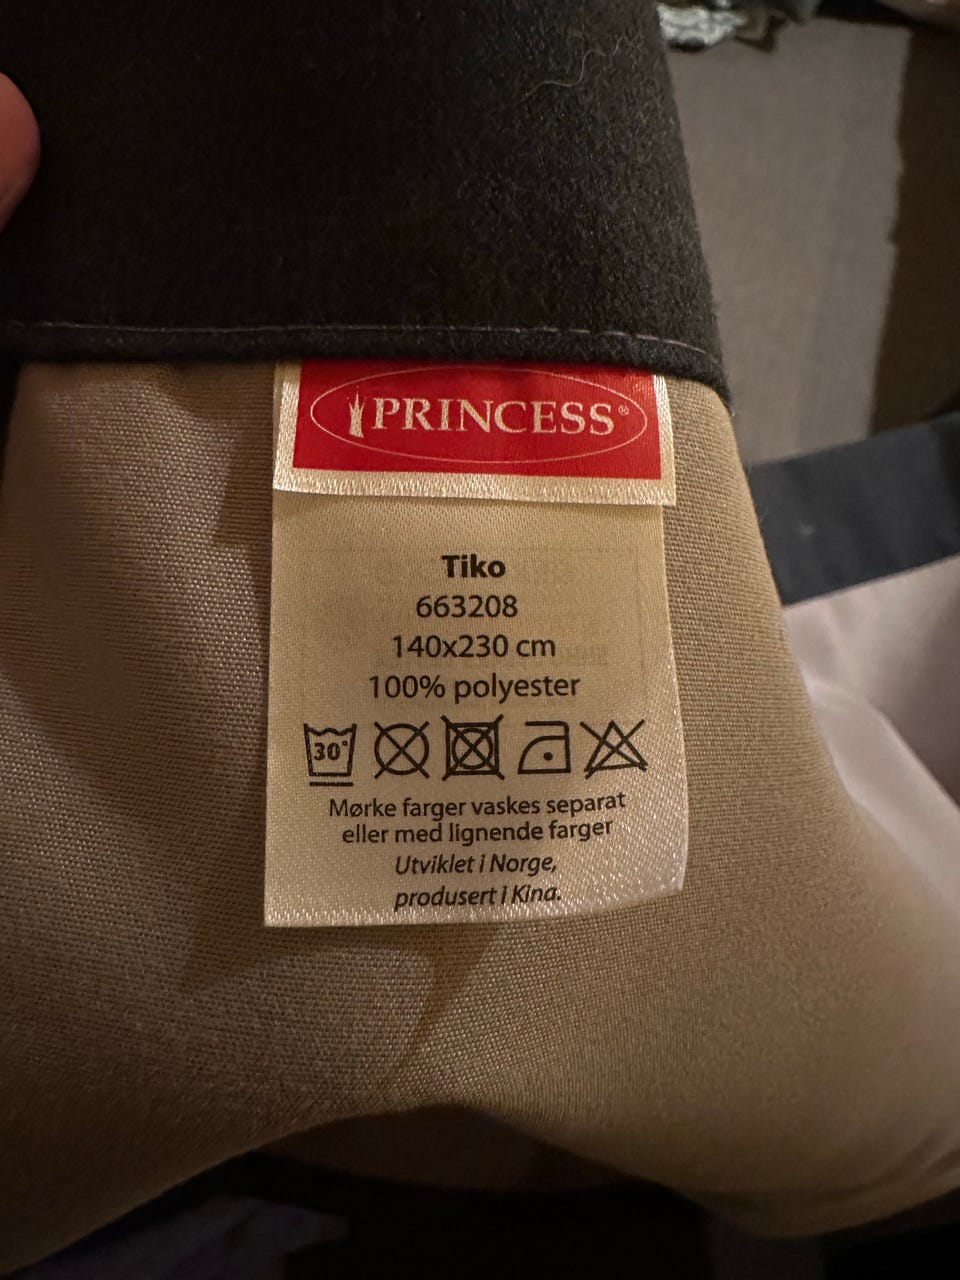 PRINCESS®
Tiko
663208
140x230 cm
100% polyester
30°
Mørke farger vaskes separat
eller med lignende farger
Utviklet i Norge,
produsert i Kina.